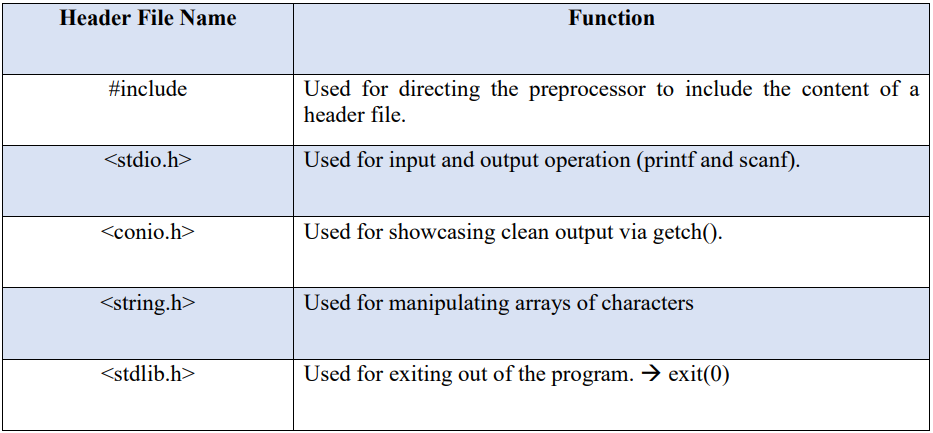 Header File Name
Function
#include
Used for directing the preprocessor to include the content of a
header file.
<stdio.h>
Used for input and output operation (printf and scanf).
<conio.h>
Used for showcasing clean output via getch().
<string.h>
Used for manipulating arrays of characters
<stdlib.h>
Used for exiting out of the program. → exit(0)